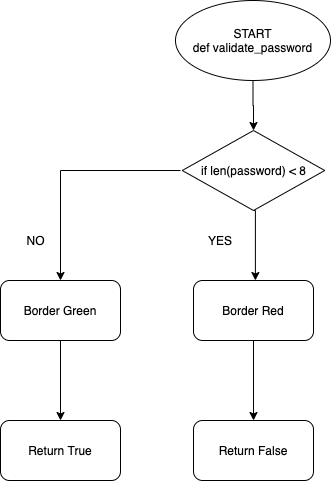 START
def validate_password
if len(password) < 8
NO
YES
Border Green
Border Red
Return True
Return False